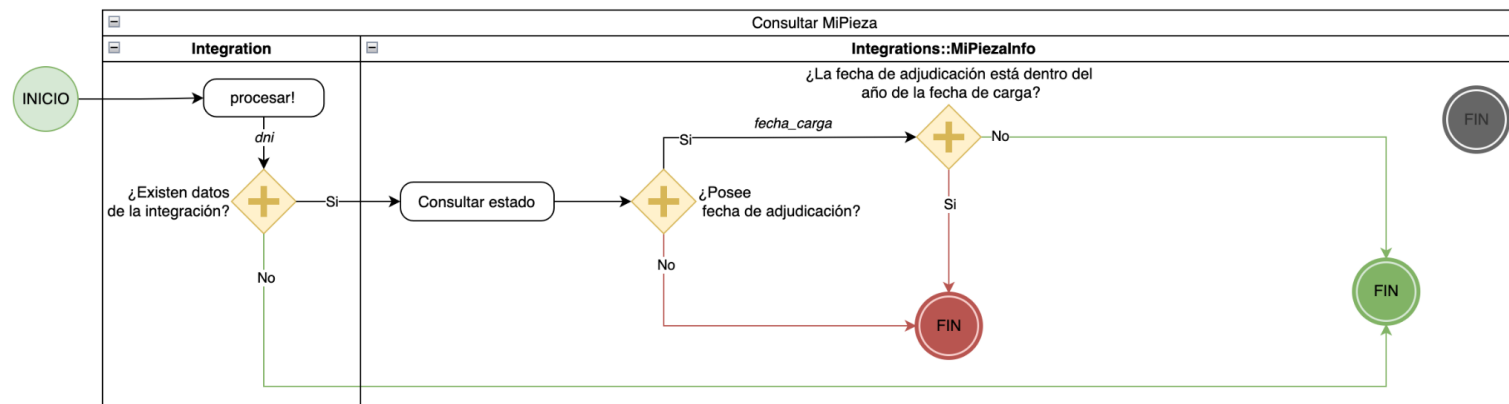 Consultar MiPieza
Integration
Integrations::MiPiezaInfo
INICIO
procesar!
dni
¿Existen datos
de la integración?
Si
No
Consultar estado
¿Posee
fecha de adjudicación?
Si
fecha_carga
No
¿La fecha de adjudicación está dentro del
año de la fecha de carga?
No
Si
FIN
FIN
FIN